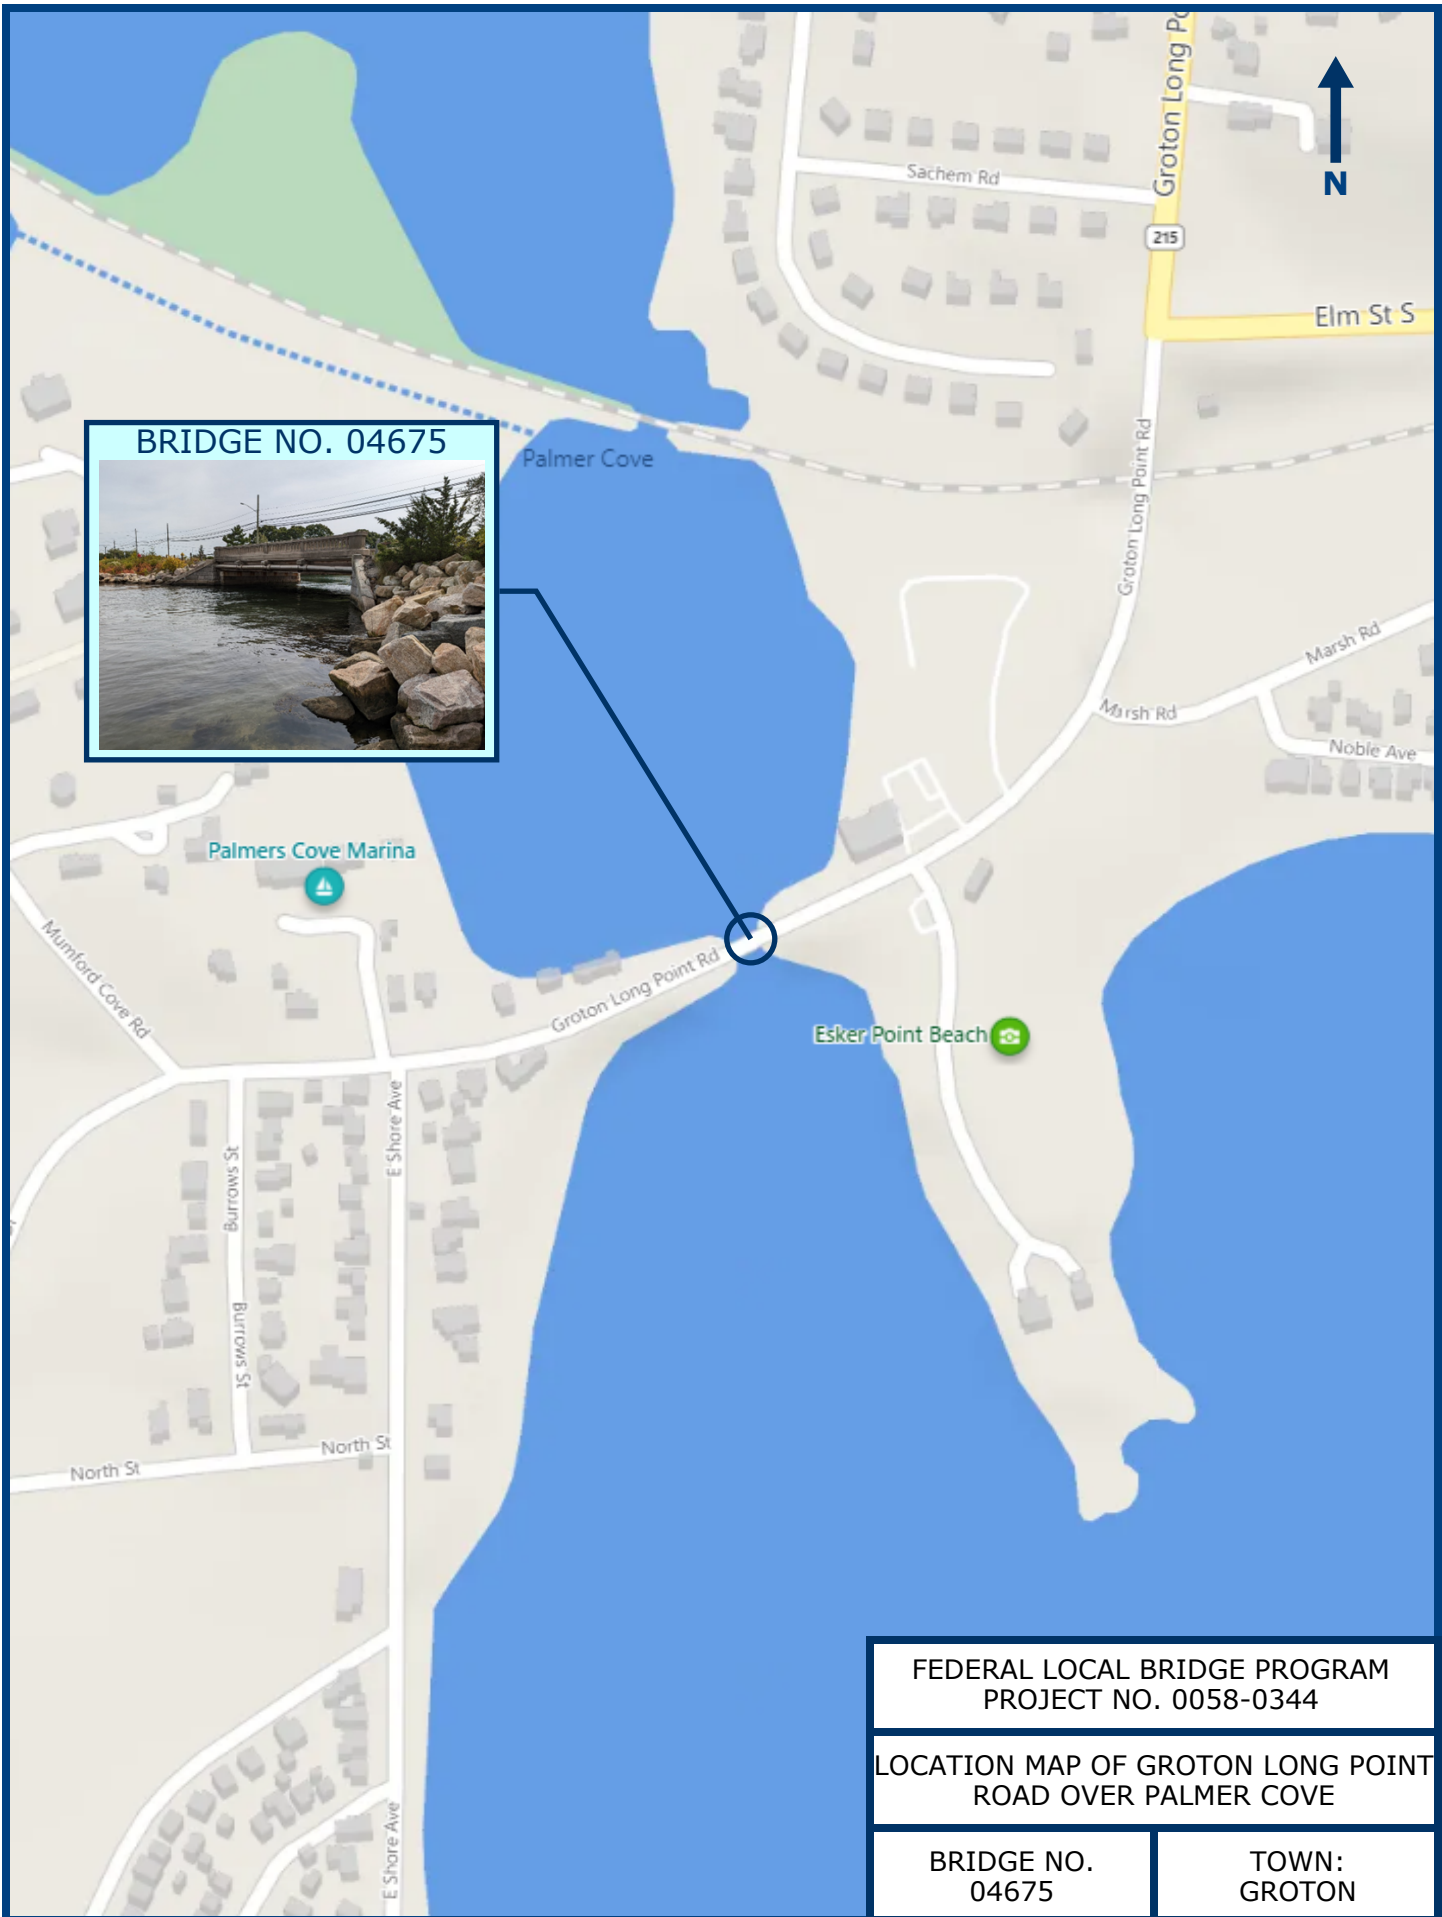 Groton Long Po
N
Sachem Rd
215
Elm St S
BRIDGE NO. 04675
Palmer Cove
Groton Long Point Rd
Marsh Rd
Marsh Rd
Noble Ave
Palmers Cove Marina
Mumford Cove Rd
Groton Long Point Rd
Esker Point Beach
E Shore Ave
Burrows St
Burrows St
North St
North St
E Shore Ave
FEDERAL LOCAL BRIDGE PROGRAM
PROJECT NO. 0058-0344
LOCATION MAP OF GROTON LONG POINT
ROAD OVER PALMER COVE
BRIDGE NO.
04675
TOWN:
GROTON